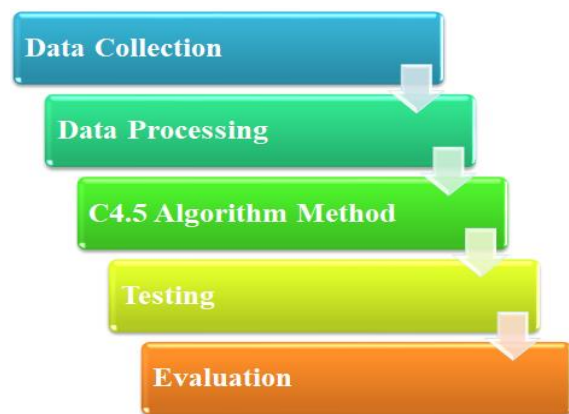 Data Collection
Data Processing
C4.5 Algorithm Method
Testing
Evaluation